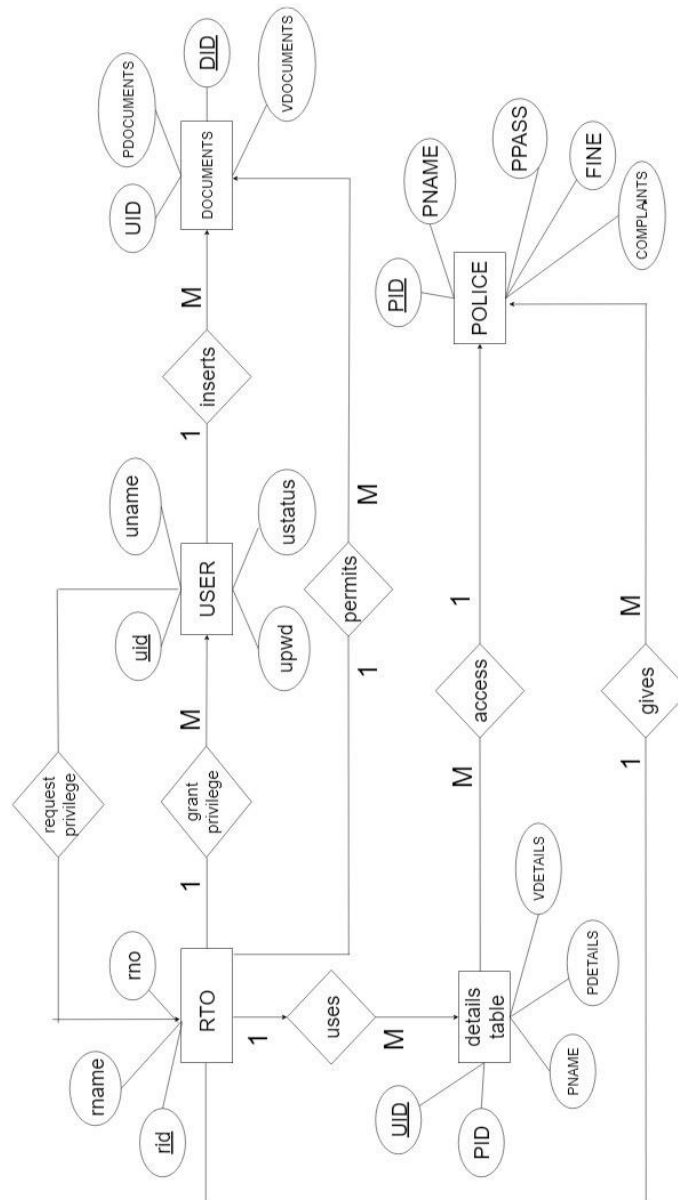 request
privilege
rname
rno
rid
RTO
1
grant
privilege
M
uid
uname
USER
upwd
ustatus
1
inserts
M
UID
PDOCUMENTS
DID
DOCUMENTS
VDOCUMENTS
1
permits
M
1
uses
M
UID
PID
PNAME
PDETAILS
VDETAILS
details
table
M
access
1
PID
PNAME
PPASS
FINE
COMPLAINTS
POLICE
1
gives
M